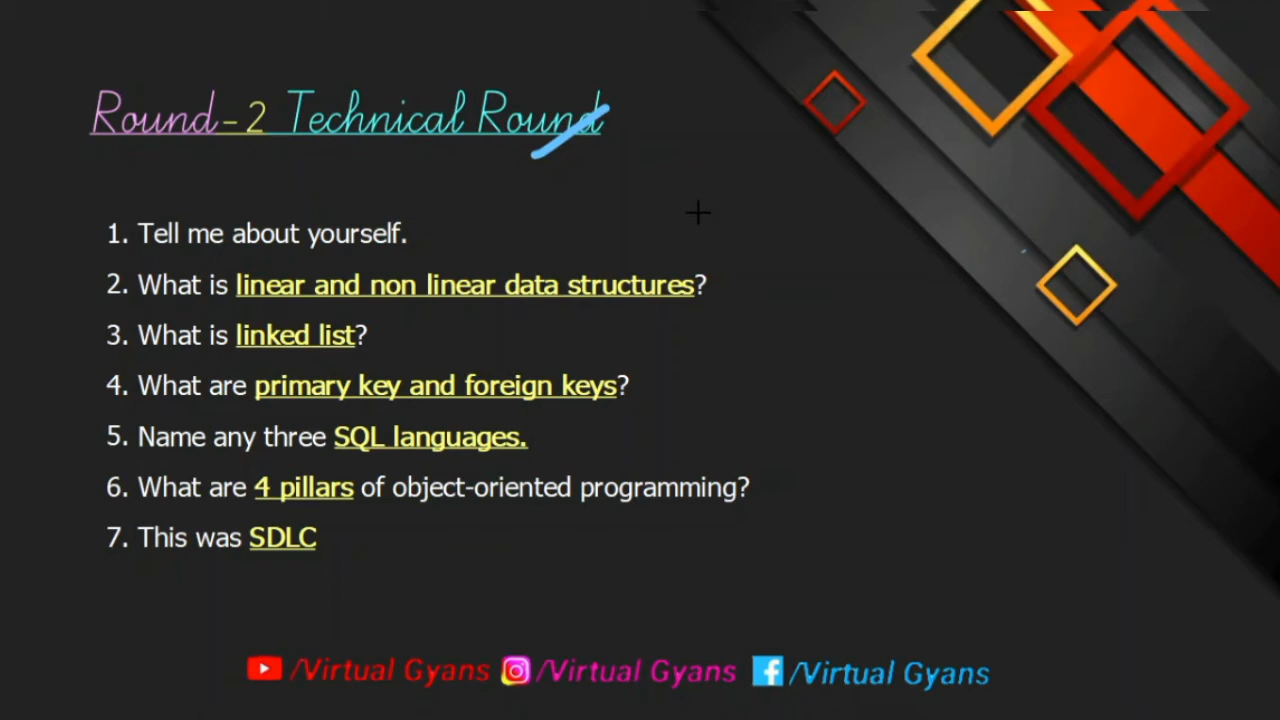 Round-2 Technical Round
1. Tell me about yourself.
2. What is linear and non linear data structures?
3. What is linked list?
4. What are primary key and foreign keys?
5. Name any three SQL languages.
6. What are 4 pillars of object-oriented programming?
7. This was SDLC
/Virtual Gyans /Virtual Gyans /Virtual Gyans